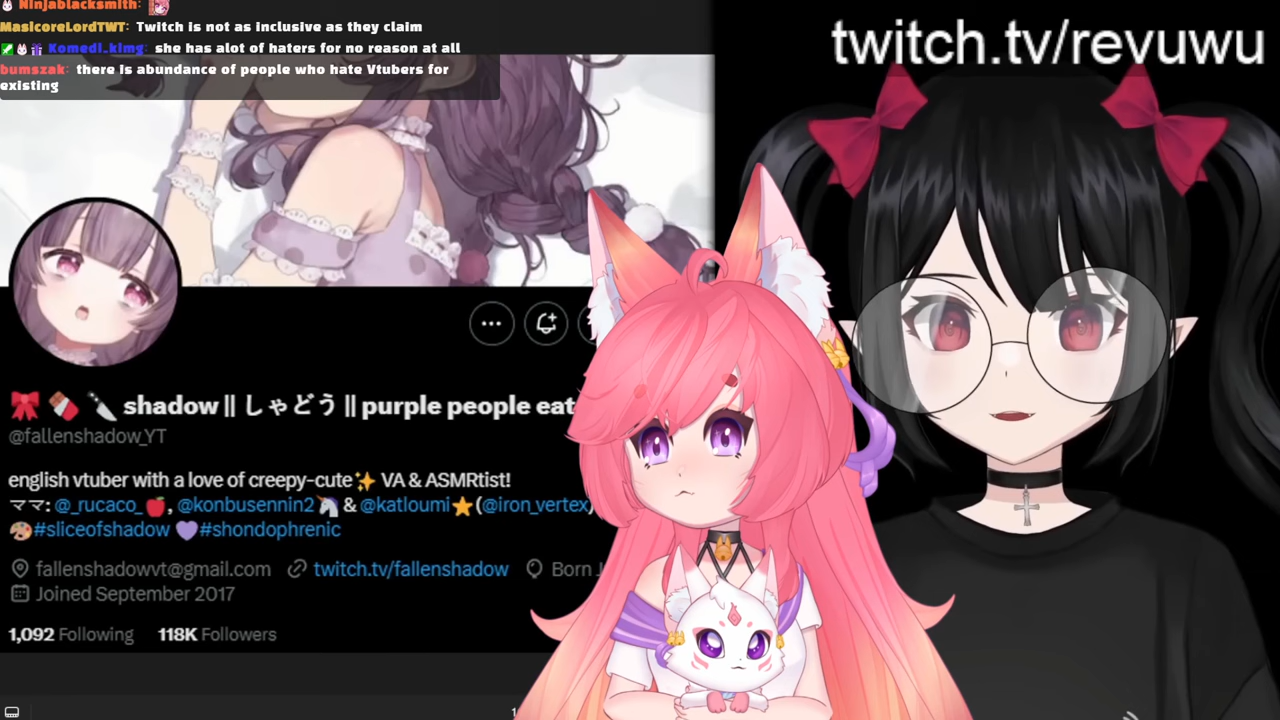 Ninjablacksmith:
MasicoreLordTWT: Twitch is not as inclusive as they claim
Komedi_kimg: she has alot of haters for no reason at all
bumszak: there is abundance of people who hate Vtubers for
existing
twitch.tv/revuwu
shadow || しゃどう || purple people eat
@fallenshadow_YT
english vtuber with a love of creepy-cute✨ VA & ASMRtist!
ママ: @_rucaco_🍎, @konbusennin2🦄 & @katloumi⭐(@iron_vertex)
🎨#sliceofshadow 💜#shondophrenic
fallenshadowvt@gmail.com twitch.tv/fallenshadow Born
Joined September 2017
1,092 Following 118K Followers